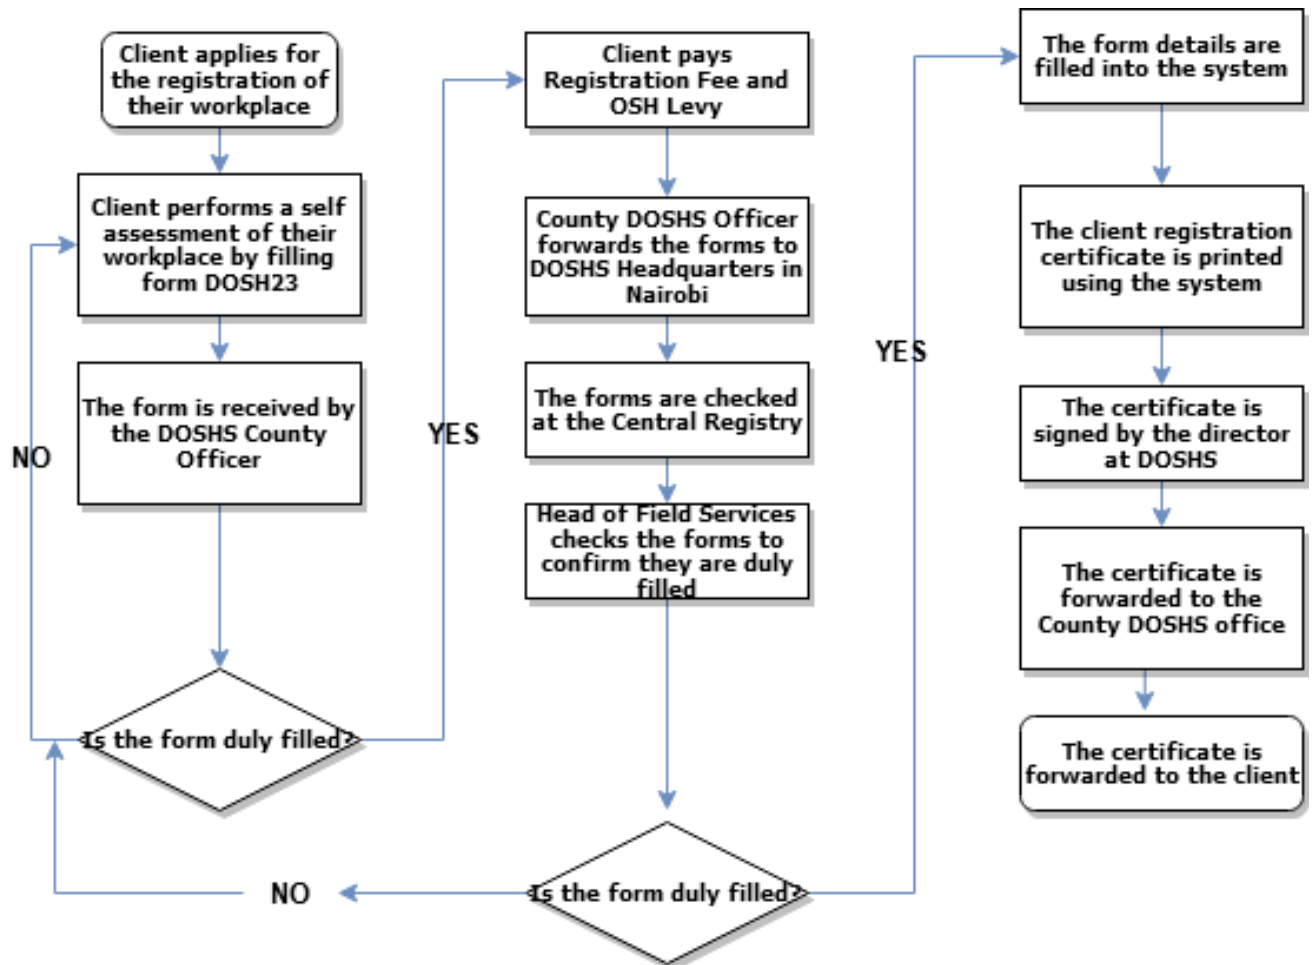 Client applies for
the registration of
their workplace
Client performs a self
assessment of their
workplace by filling
form DOSH23
The form is received by
the DOSHS County
Officer
NO
Is the form duly filled?
YES
Client pays
Registration Fee and
OSH Levy
County DOSHS Officer
forwards the forms to
DOSHS Headquarters in
Nairobi
The forms are checked
at the Central Registry
Head of Field Services
checks the forms to
confirm they are duly
filled
Is the form duly filled?
NO
YES
The form details are
filled into the system
The client registration
certificate is printed
using the system
The certificate is
signed by the director
at DOSHS
The certificate is
forwarded to the
County DOSHS office
The certificate is
forwarded to the client